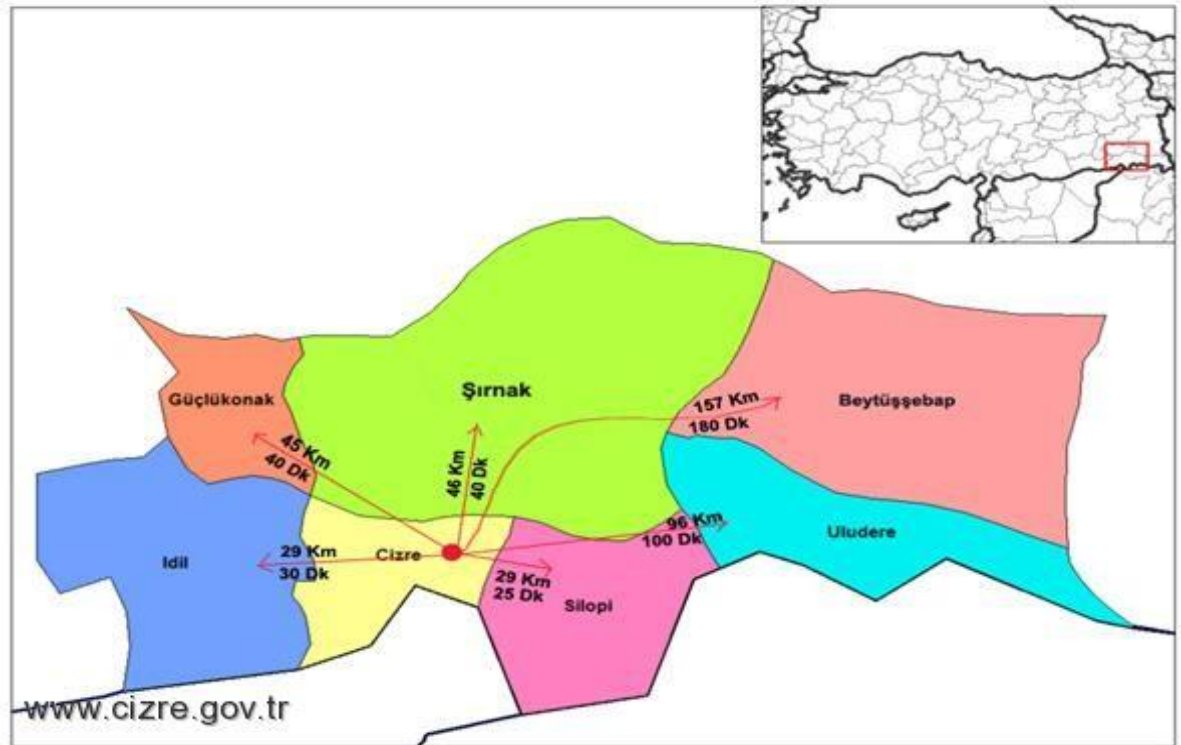 Şırnak
Güçlükonak
Beytüşşebap
157 Km
180 Dk
45 Km
40 Dk
46 Km
40 Dk
96 Km
100 Dk
Uludere
Idil
29 Km
30 Dk
Cizre
29 Km
25 Dk
Silopi
www.cizre.gov.tr